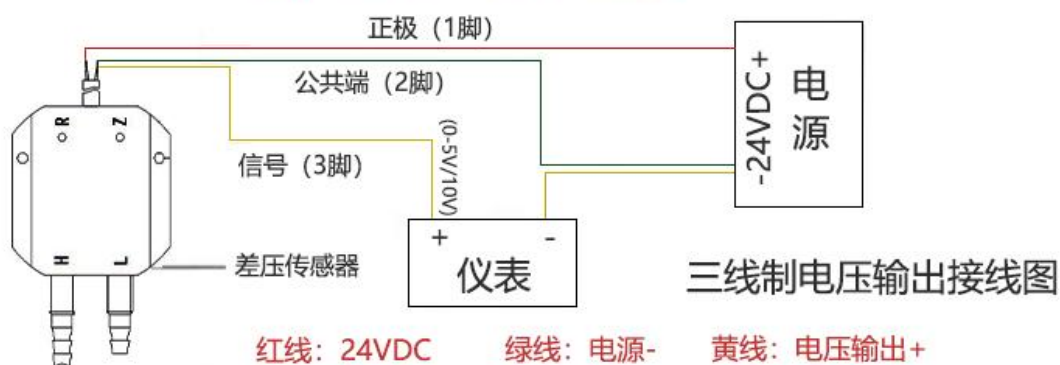 正极（1脚）
公共端（2脚）
信号（3脚）
(0-5V/10V)
-24VDC+
电源
R
Z
H
L
差压传感器
+ -
仪表
三线制电压输出接线图
红线：24VDC 绿线：电源- 黄线：电压输出+